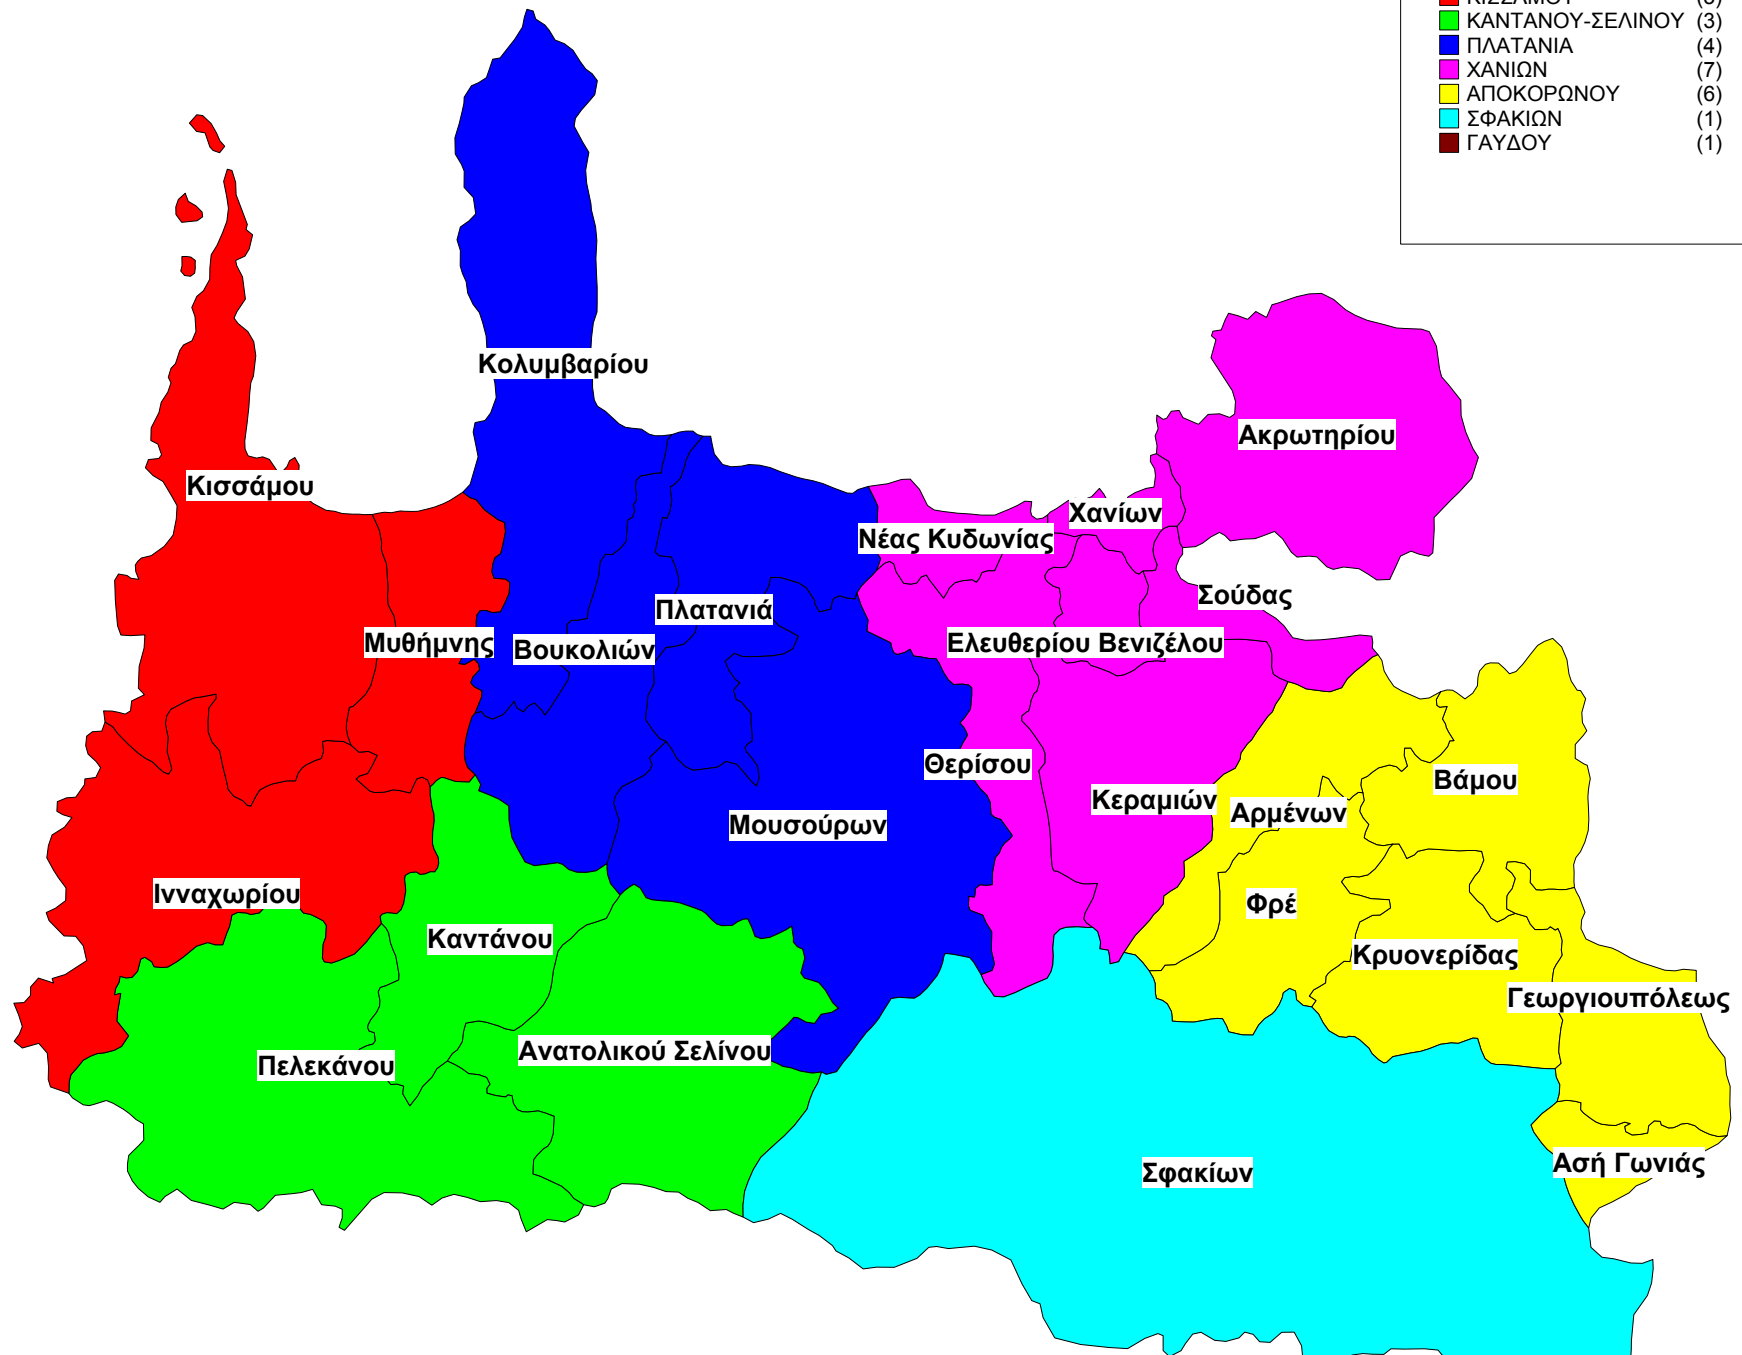 ΚΑΝΤΑΝΟΥ-ΣΕΛΙΝΟΥ (3)
ΠΛΑΤΑΝΙΑ (4)
ΧΑΝΙΩΝ (7)
ΑΠΟΚΟΡΩΝΟΥ (6)
ΣΦΑΚΙΩΝ (1)
ΓΑΥΔΟΥ (1)
Κολυμβαρίου
Ακρωτηρίου
Κισσάμου
Χανίων
Νέας Κυδωνίας
Σούδας
Πλατανιά
Μυθήμνης
Βουκολιών
Ελευθερίου Βενιζέλου
Θερίσου
Βάμου
Κεραμιών
Αρμένων
Μουσούρων
Ινναχωρίου
Φρέ
Καντάνου
Κρυονερίδας
Γεωργιουπόλεως
Ανατολικού Σελίνου
Πελεκάνου
Ασή Γωνιάς
Σφακίων